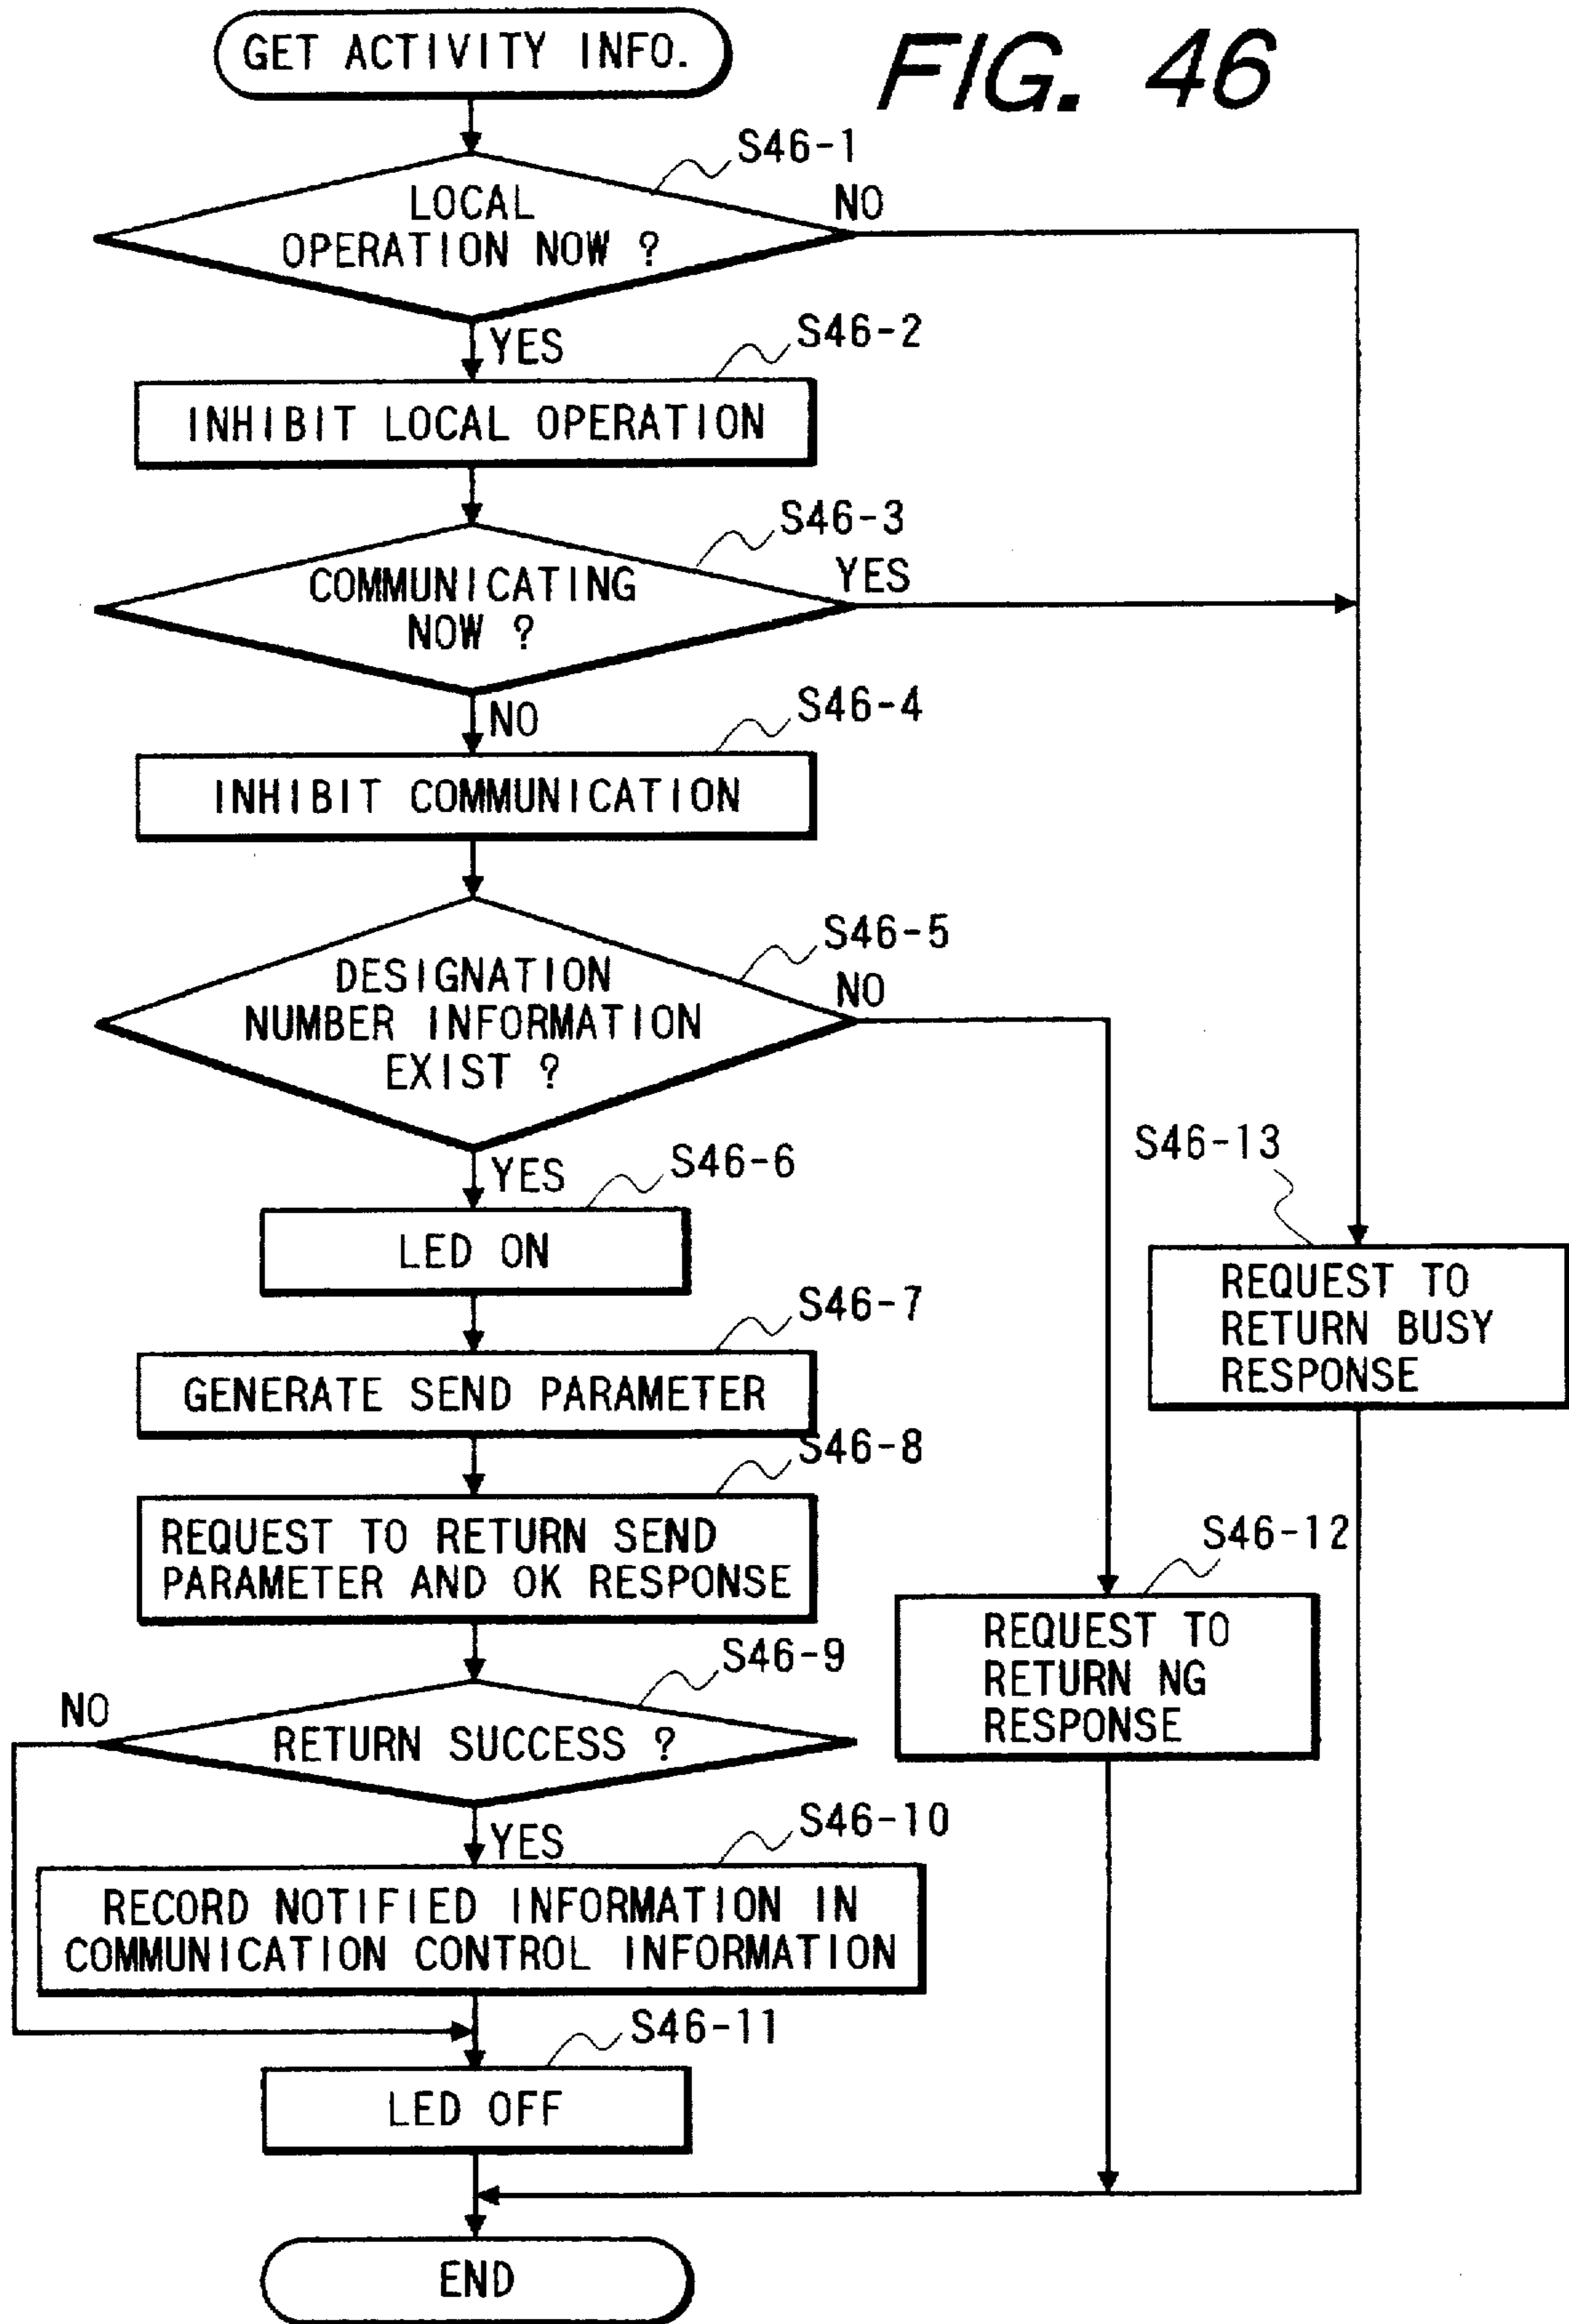 GET ACTIVITY INFO.
FIG. 46
S46-1
LOCAL
OPERATION NOW ?
NO
YES
S46-2
INHIBIT LOCAL OPERATION
S46-3
COMMUNICATING
NOW ?
YES
NO
S46-4
INHIBIT COMMUNICATION
S46-5
DESIGNATION
NUMBER INFORMATION
EXIST ?
NO
YES
S46-6
LED ON
S46-13
REQUEST TO
RETURN BUSY
RESPONSE
S46-7
GENERATE SEND PARAMETER
S46-8
REQUEST TO RETURN SEND
PARAMETER AND OK RESPONSE
S46-12
REQUEST TO
RETURN NG
RESPONSE
S46-9
NO
RETURN SUCCESS ?
YES
S46-10
RECORD NOTIFIED INFORMATION IN
COMMUNICATION CONTROL INFORMATION
S46-11
LED OFF
END